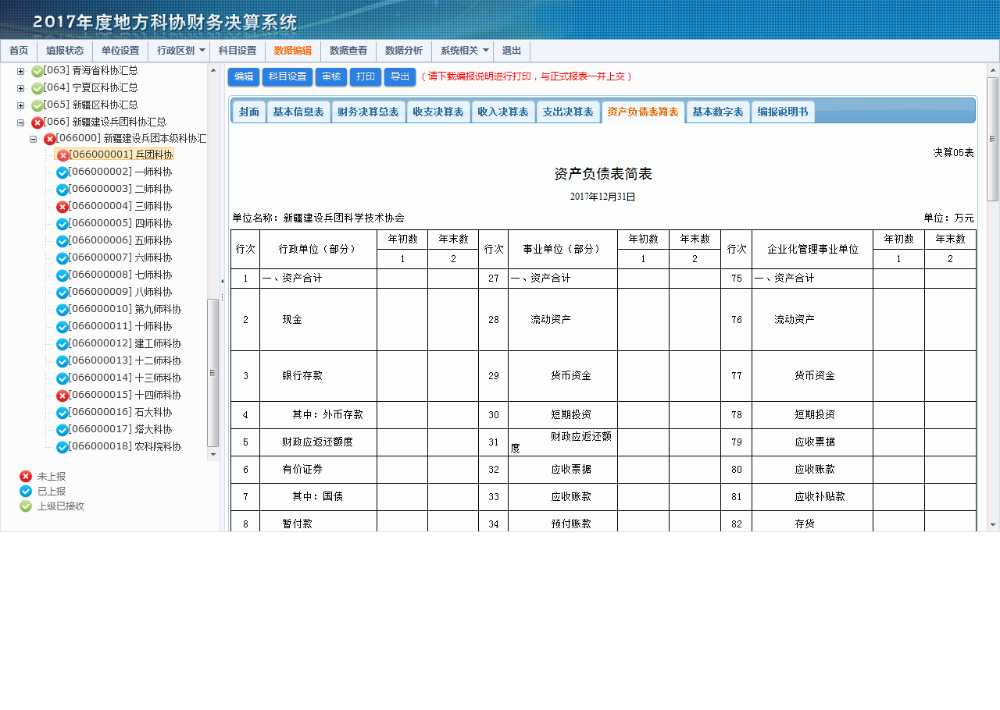 2017年度地方科协财务决算系统
首页 填报状态 单位设置 行政区划 科目设置 数据编辑 数据查看 数据分析 系统相关 退出
[063] 青海省科协汇总
[064] 宁夏区科协汇总
[065] 新疆区科协汇总
[066] 新疆建设兵团科协汇总
[066000] 新疆建设兵团本级科协汇
[066000001] 兵团科协
[066000002] 一师科协
[066000003] 二师科协
[066000004] 三师科协
[066000005] 四师科协
[066000006] 五师科协
[066000007] 六师科协
[066000008] 七师科协
[066000009] 八师科协
[066000010] 第九师科协
[066000011] 十师科协
[066000012] 建工师科协
[066000013] 十二师科协
[066000014] 十三师科协
[066000015] 十四师科协
[066000016] 石大科协
[066000017] 塔大科协
[066000018] 农科院科协
未上报
已上报
上级已接收
编辑 科目设置 审核 打印 导出 （请下载编报说明进行打印，与正式报表一并上交）
封面 基本信息表 财务决算总表 收支决算表 收入决算表 支出决算表 资产负债表简表 基本数字表 编报说明书
决算05表
资产负债表简表
2017年12月31日
单位名称：新疆建设兵团科学技术协会 单位：万元
行次 行政单位（部分） 年初数 年末数 行次 事业单位（部分） 年初数 年末数 行次 企业化管理事业单位 年初数 年末数
1 2 1 2 1 2
1 一、资产合计 27 一、资产合计 75 一、资产合计
2 现金 28 流动资产 76 流动资产
3 银行存款 29 货币资金 77 货币资金
4 其中：外币存款 30 短期投资 78 短期投资
5 财政应返还额度 31 财政应返还额度 79 应收票据
6 有价证券 32 应收票据 80 应收账款
7 其中：国债 33 应收账款 81 应收补贴款
8 暂付款 34 预付账款 82 存货